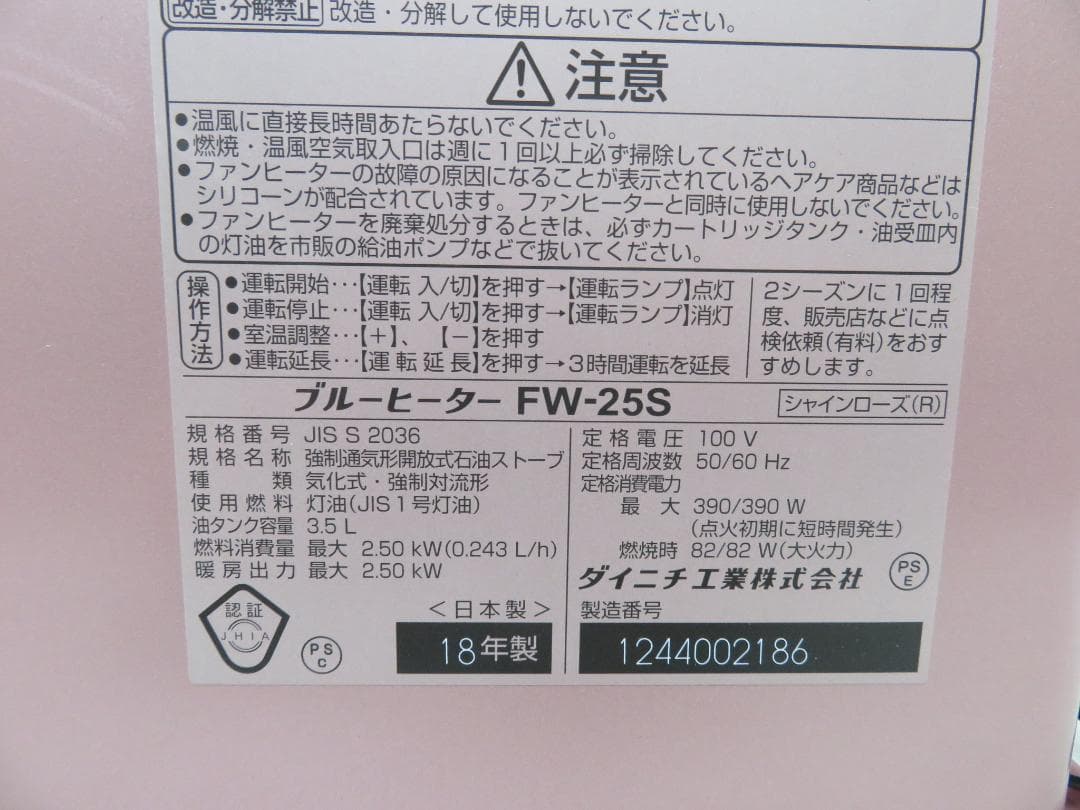 改造・分解禁止 改造・分解して使用しないでください。
注意
●温風に直接長時間あたらないでください。
●燃焼・温風空気取入口は週に1回以上必ず掃除してください。
●ファンヒーターの故障の原因になることが表示されているヘアケア商品などは
シリコーンが配合されています。ファンヒーターと同時に使用しないでください。
●ファンヒーターを廃棄処分するときは、必ずカートリッジタンク・油受皿内
の灯油を市販の給油ポンプなどで抜いてください。
操作方法
●運転開始…【運転 入/切】を押す→【運転ランプ】点灯
●運転停止…【運転 入/切】を押す→【運転ランプ】消灯
●室温調整…【+】、【−】を押す
●運転延長…【運転延長】を押す→3時間運転を延長
2シーズンに1回程
度、販売店などに点
検依頼(有料)をおす
すめします。
ブルーヒーター FW-25S
シャインローズ(R)
規格番号 JIS S 2036
規格名称 強制通気形開放式石油ストーブ
種類 気化式・強制対流形
使用燃料 灯油(JIS1号灯油)
油タンク容量 3.5 L
燃料消費量 最大 2.50 kW(0.243 L/h)
暖房出力 最大 2.50 kW
定格電圧 100 V
定格周波数 50/60 Hz
定格消費電力
最大 390/390 W
(点火初期に短時間発生)
燃焼時 82/82 W(大火力)
ダイニチ工業株式会社
PS
E
認証
JHIA
PS
C
<日本製>
18年製
製造番号
1244002186